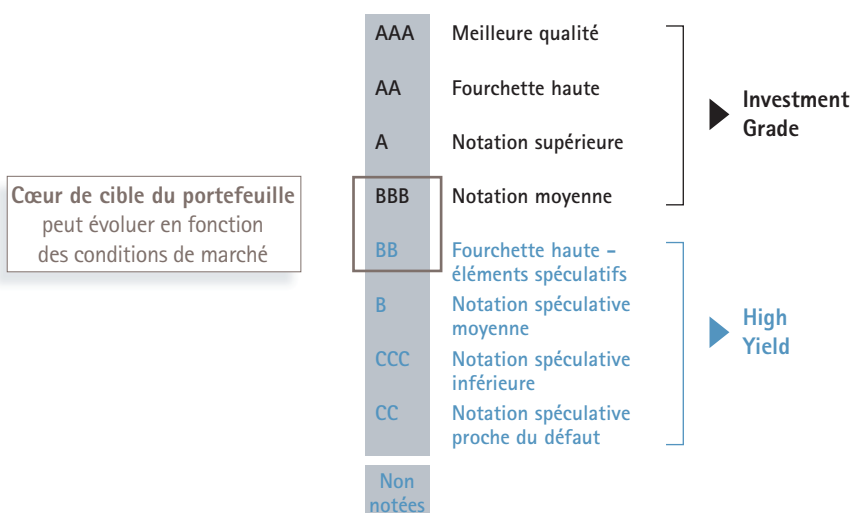 AAA Meilleure qualité
AA Fourchette haute
Investment
Grade
A Notation supérieure
Cœur de cible du portefeuille
peut évoluer en fonction
des conditions de marché
BBB Notation moyenne
BB Fourchette haute –
éléments spéculatifs
B Notation spéculative
moyenne
High
Yield
CCC Notation spéculative
inférieure
CC Notation spéculative
proche du défaut
Non
notées